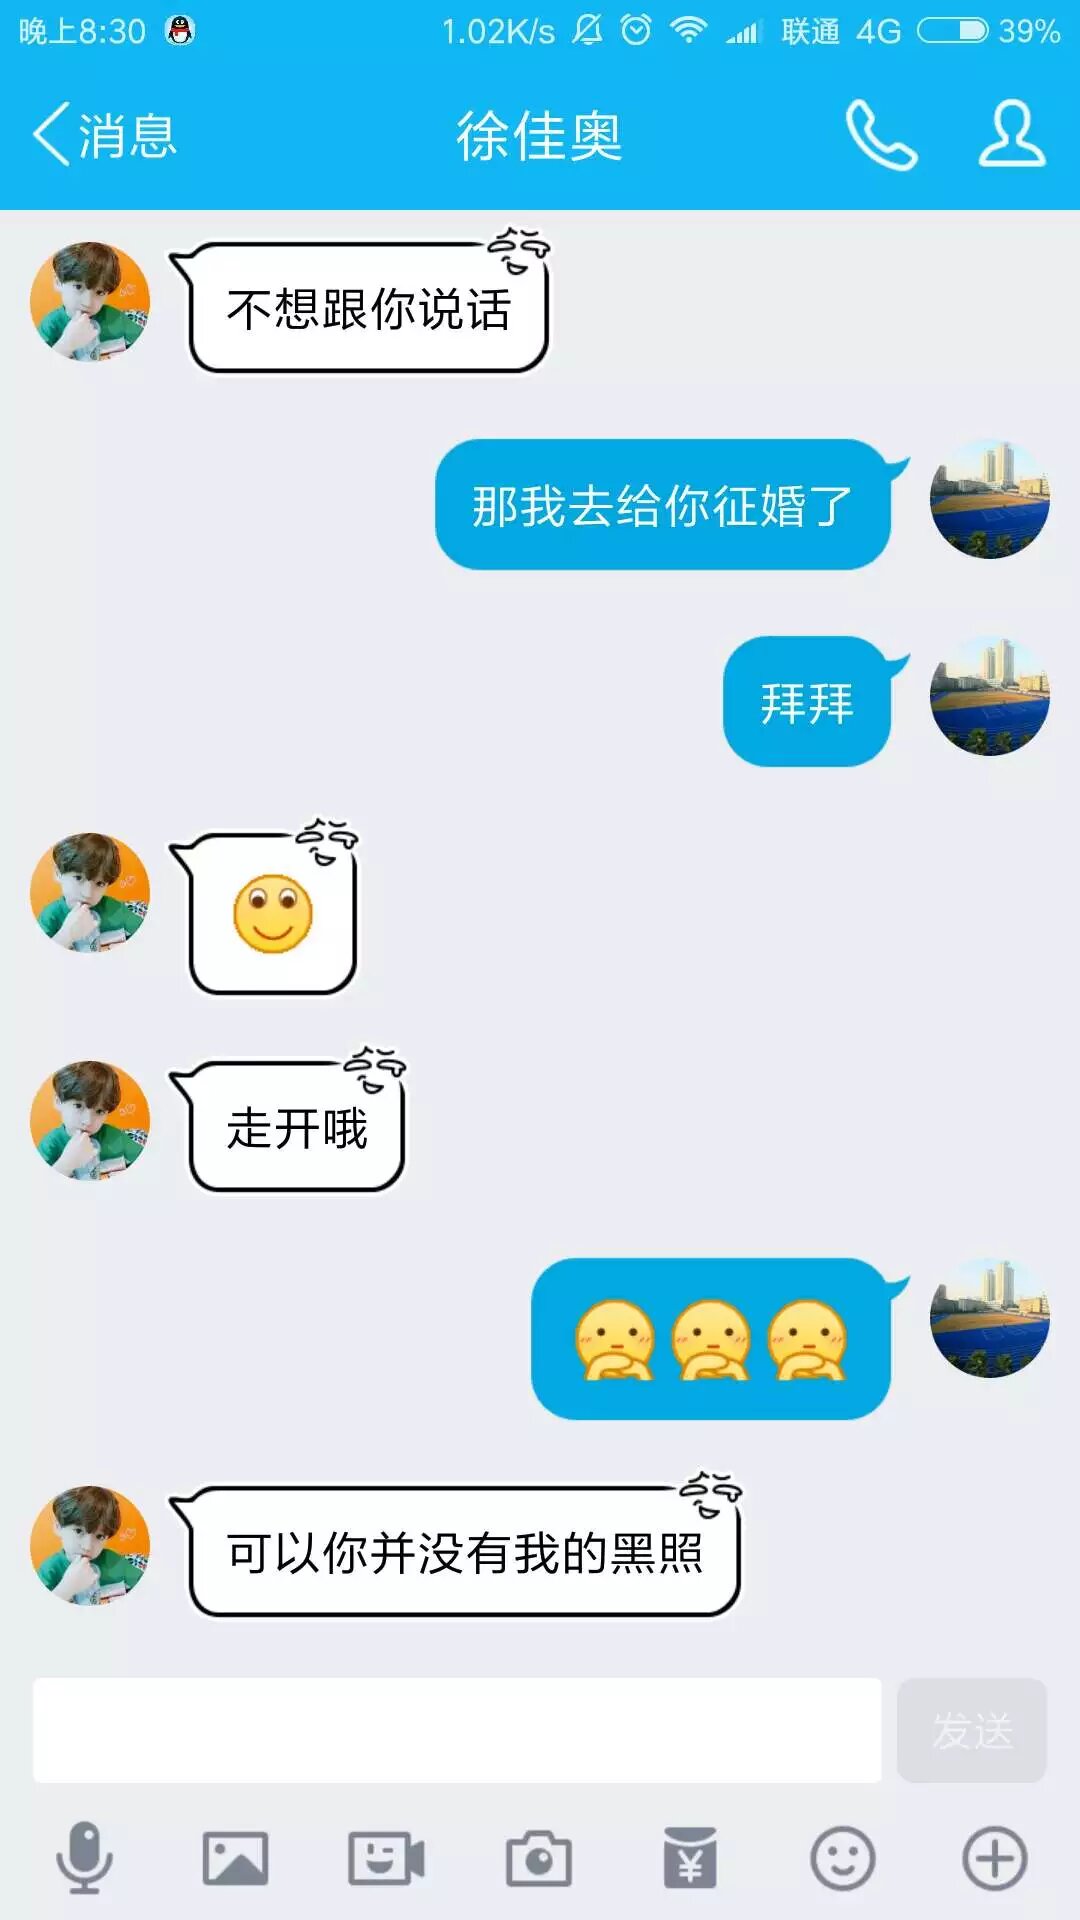 晚上8:30
1.02K/s
联通 4G
39%
消息
徐佳奥
不想跟你说话
那我去给你征婚了
拜拜
走开哦
可以你并没有我的黑照
发送